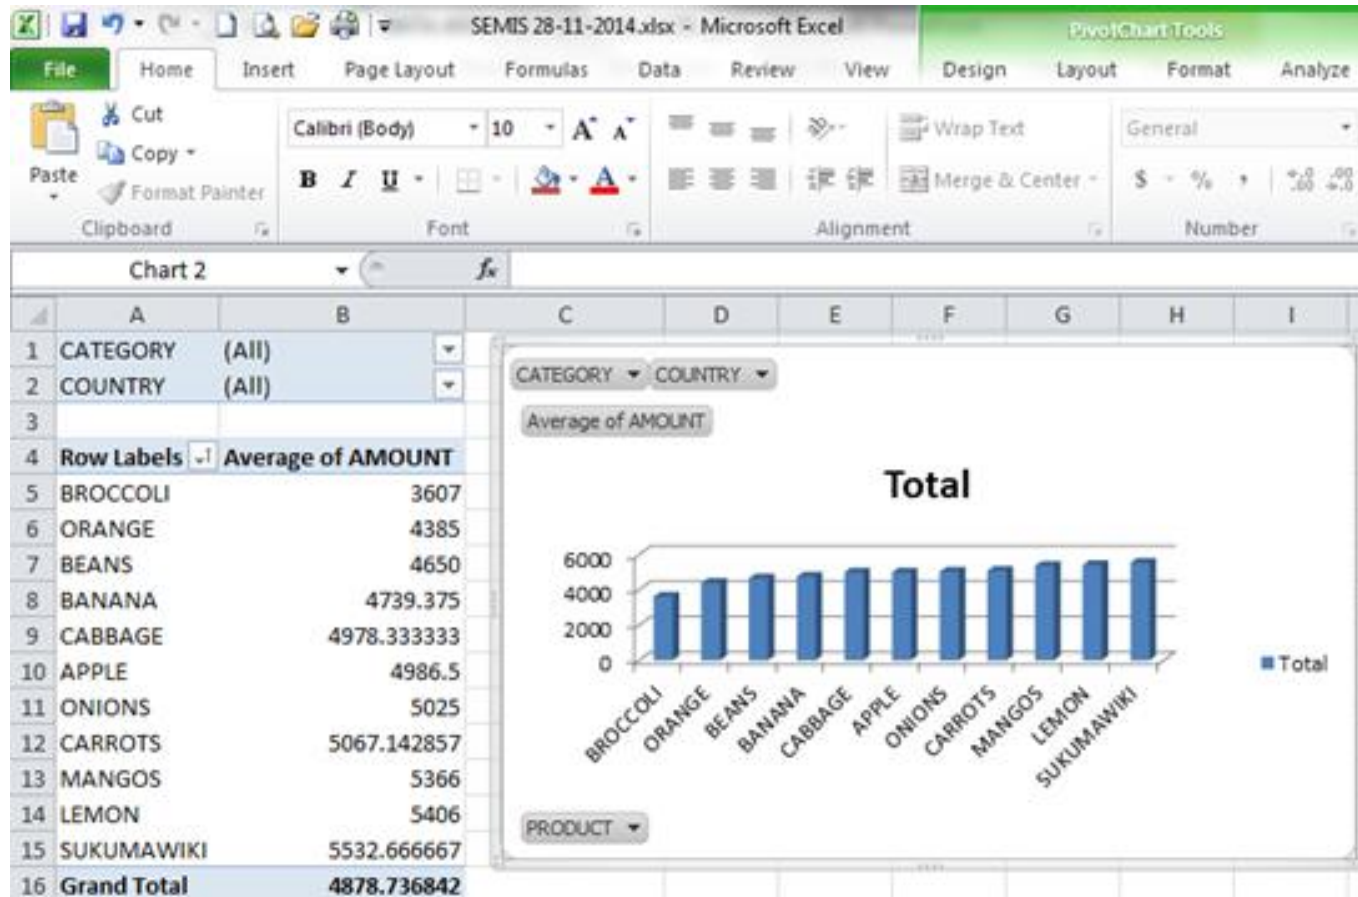 SEMIS 28-11-2014.xlsx - Microsoft Excel
PivotChart Tools
File Home Insert Page Layout Formulas Data Review View Design Layout Format Analyze
Cut
Copy
Format Painter
Paste
Calibri (Body) 10 A A
B I U A
Wrap Text
Merge & Center
General
$ % ,
Clipboard Font Alignment Number
Chart 2 fx
A B C D E F G H I
1 CATEGORY (All)
2 COUNTRY (All)
3
4 Row Labels Average of AMOUNT
5 BROCCOLI 3607
6 ORANGE 4385
7 BEANS 4650
8 BANANA 4739.375
9 CABBAGE 4978.333333
10 APPLE 4986.5
11 ONIONS 5025
12 CARROTS 5067.142857
13 MANGOS 5366
14 LEMON 5406
15 SUKUMAWIKI 5532.666667
16 Grand Total 4878.736842
CATEGORY COUNTRY
Average of AMOUNT
Total
6000
4000
2000
0
BROCCOLI ORANGE BEANS BANANA CABBAGE APPLE ONIONS CARROTS MANGOS LEMON SUKUMAWIKI
Total
PRODUCT